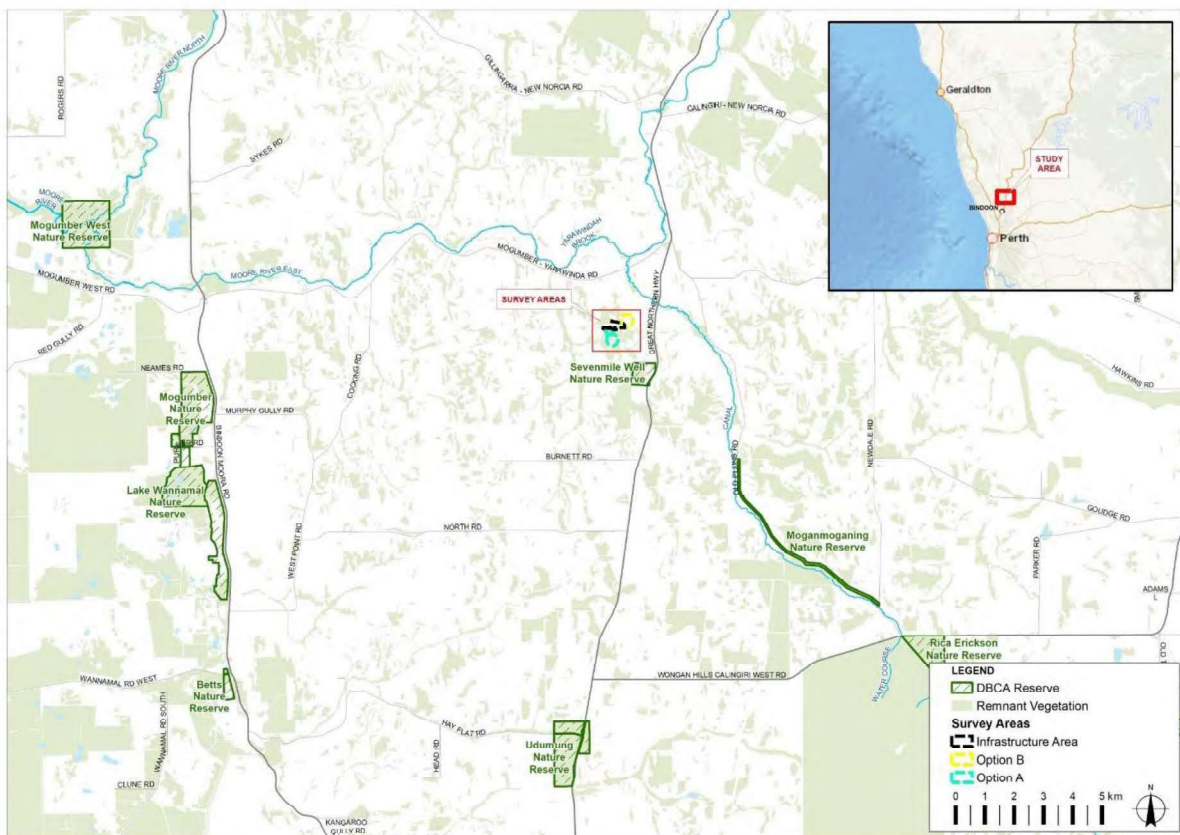 ROGERS RD
MOORE RIVER NORTH
GILLINGARRA - NEW NORCIA RD
CALINGIRI - NEW NORCIA RD
SYKES RD
MOORE
RIVER
Mogumber West
Nature Reserve
MOORE RIVER EAST
YARAWINDAH
BROOK
MOGUMBER - YARAWINDA RD
MOGUMBER WEST RD
RED GULLY RD
SURVEY AREAS
GREAT NORTHERN HWY
Sevenmile Well
Nature Reserve
NEAMES RD
COCKING RD
Mogumber
Nature
Reserve
MURPHY GULLY RD
BINDOON MOORA RD
Lake Wannamal
Nature
Reserve
BURNETT RD
NORTH RD
WEST POINT RD
CANAL
OLD PLAINS RD
NEWDALE RD
HAWKINS RD
GOUDGE RD
PARKER RD
ADAMS
L
Moganmoganing
Nature Reserve
Rica Erickson
Nature Reserve
WATER COURSE
WONGAN HILLS CALINGIRI WEST RD
WANNAMAL RD WEST
Betts
Nature
Reserve
WANNAMAL RD SOUTH
CLUNE RD
HAY FLAT RD
HEAD RD
Udumung
Nature
Reserve
KANGAROO
GULLY RD
Geraldton
STUDY
AREA
BINDOON
Perth
LEGEND
DBCA Reserve
Remnant Vegetation
Survey Areas
Infrastructure Area
Option B
Option A
0 1 2 3 4 5 km
N